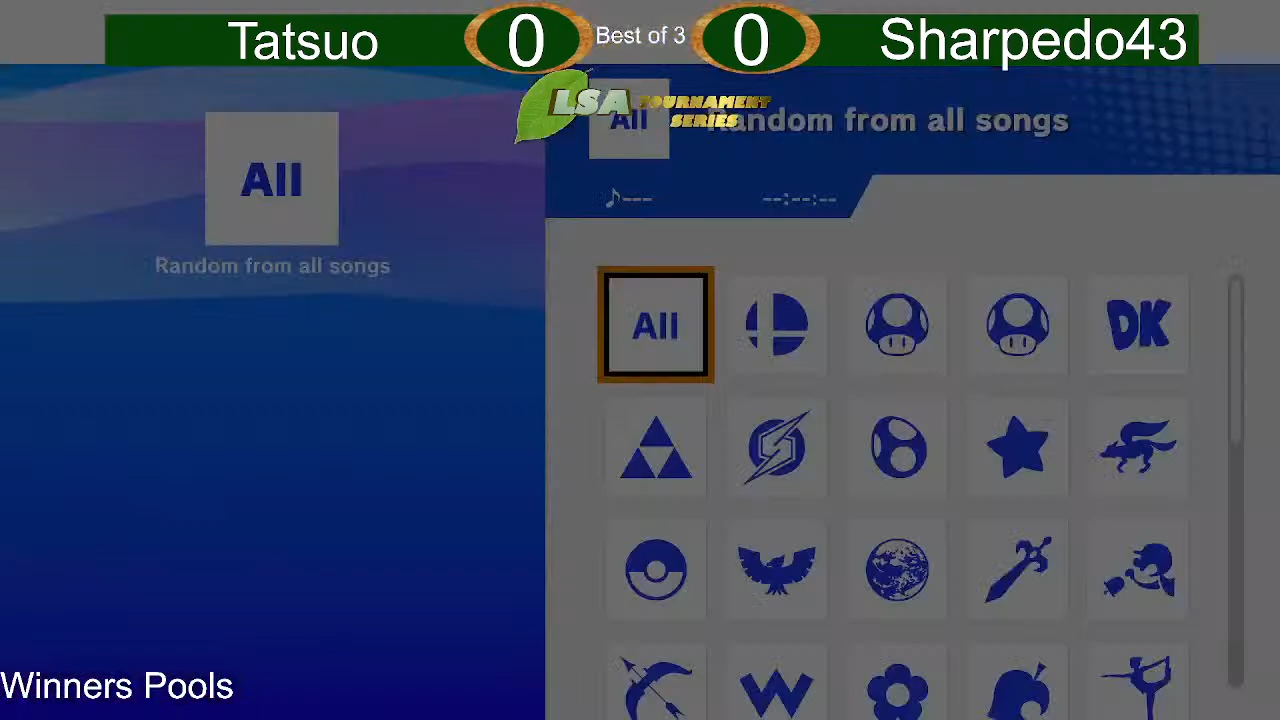 Tatsuo 0 Best of 3 0 Sharpedo43
LSA TOURNAMENT SERIES
All
All Random from all songs
♪--- --:--:--
Random from all songs
All
DK
W
Winners Pools